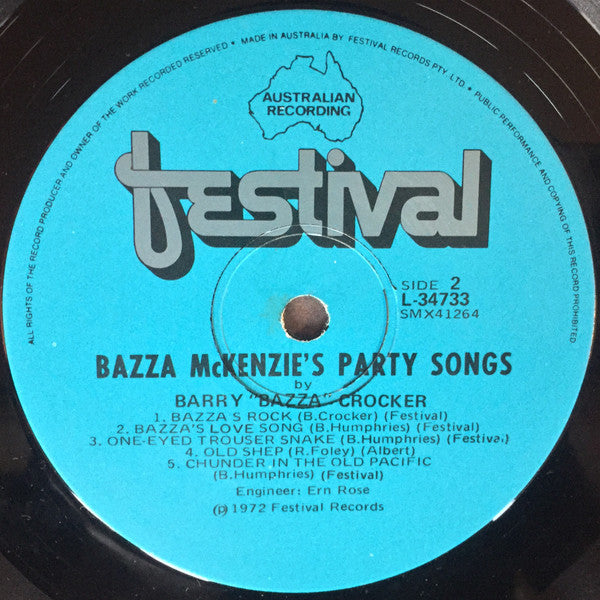 ALL RIGHTS OF THE RECORD PRODUCER AND OWNER OF THE WORK RECORDED RESERVED • MADE IN AUSTRALIA BY FESTIVAL RECORDS PTY. LTD. • PUBLIC PERFORMANCE AND COPYING OF THIS RECORD PROHIBITED
AUSTRALIAN
RECORDING
festival
SIDE 2
L-34733
SMX41264
BAZZA McKENZIE'S PARTY SONGS
by
BARRY "BAZZA" CROCKER
1. BAZZA'S ROCK (B.Crocker) (Festival)
2. BAZZA'S LOVE SONG (B.Humphries) (Festival)
3. ONE-EYED TROUSER SNAKE (B.Humphries) (Festival)
4. OLD SHEP (R.Foley) (Albert)
5. CHUNDER IN THE OLD PACIFIC
(B.Humphries) (Festival)
Engineer: Ern Rose
℗ 1972 Festival Records